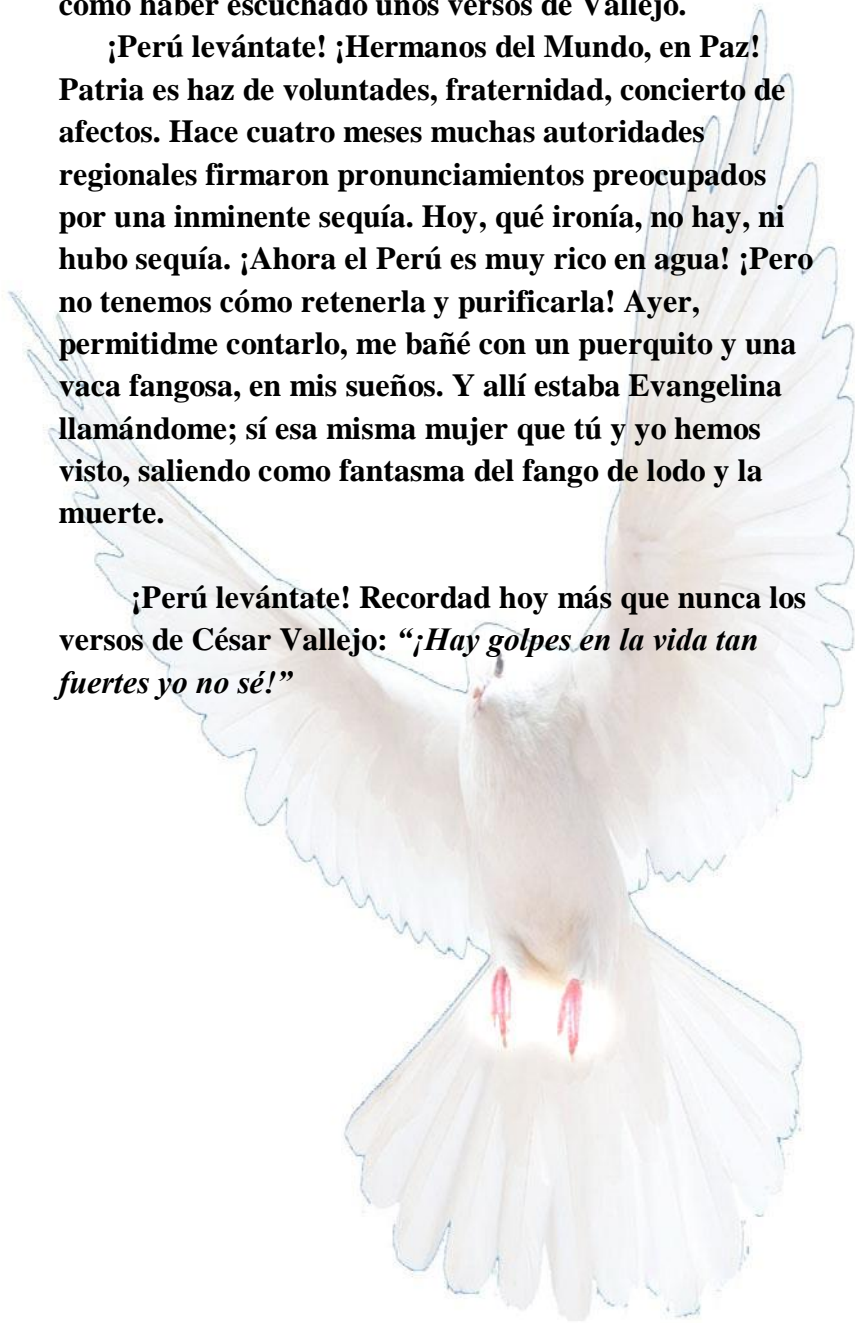 como haber escuchado unos versos de Vallejo.
¡Perú levántate! ¡Hermanos del Mundo, en Paz!
Patria es haz de voluntades, fraternidad, concierto de
afectos. Hace cuatro meses muchas autoridades
regionales firmaron pronunciamientos preocupados
por una inminente sequía. Hoy, qué ironía, no hay, ni
hubo sequía. ¡Ahora el Perú es muy rico en agua! ¡Pero
no tenemos cómo retenerla y purificarla! Ayer,
permitidme contarlo, me bañé con un puerquito y una
vaca fangosa, en mis sueños. Y allí estaba Evangelina
llamándome; sí esa misma mujer que tú y yo hemos
visto, saliendo como fantasma del fango de lodo y la
muerte.
¡Perú levántate! Recordad hoy más que nunca los
versos de César Vallejo: “¡Hay golpes en la vida tan
fuertes yo no sé!”